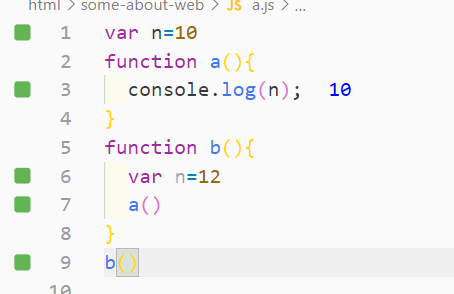 html > some-about-web > JS a.js > ...
1 var n=10
2 function a(){
3 console.log(n); 10
4 }
5 function b(){
6 var n=12
7 a()
8 }
9 b()
10